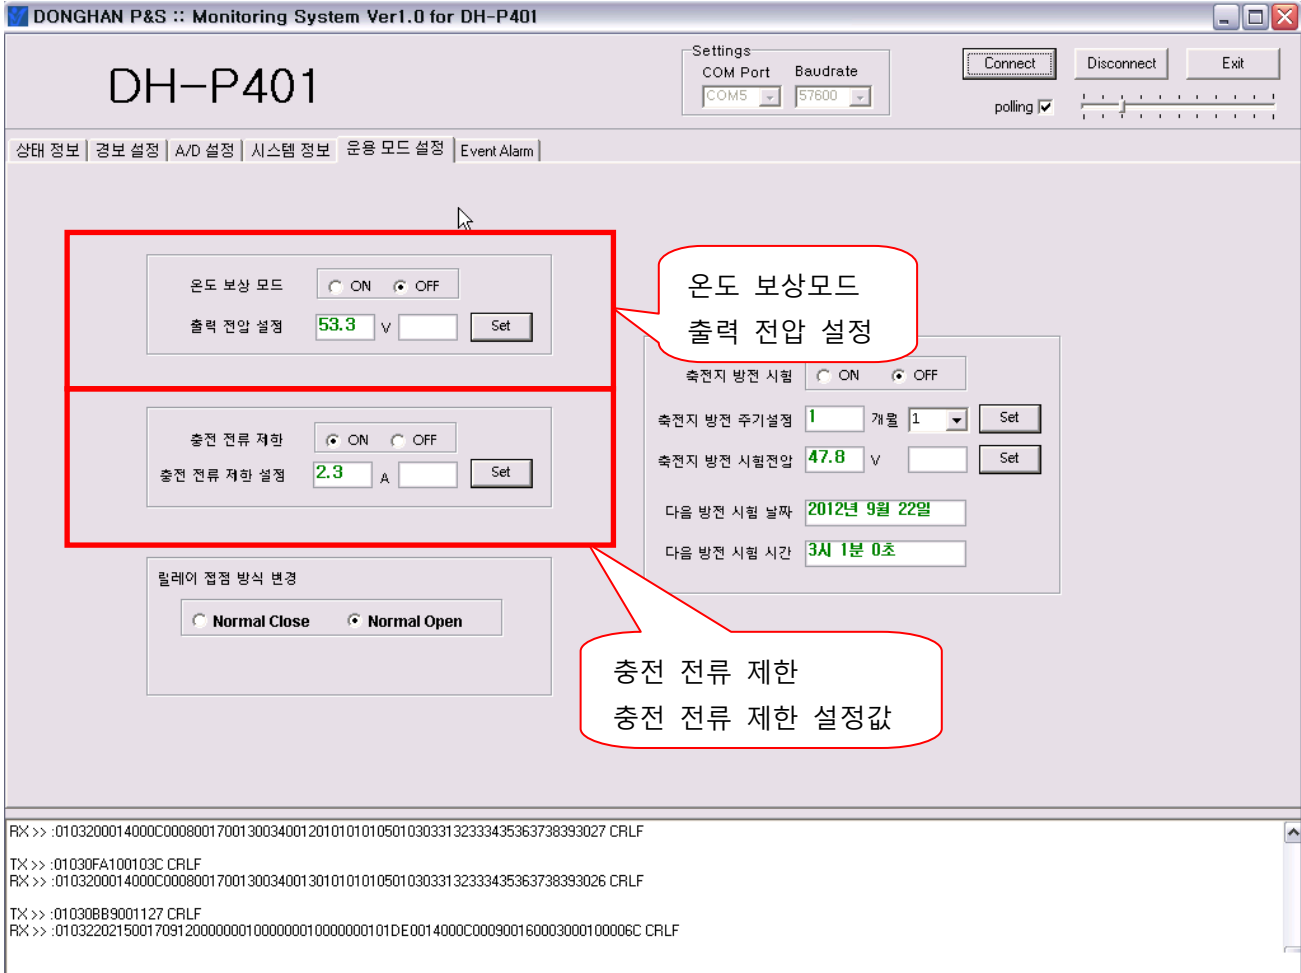 DONGHAN P&S :: Monitoring System Ver1.0 for DH-P401
DH-P401
Settings
COM Port Baudrate
COM5 57600
Connect Disconnect Exit
polling
상태 정보 경보 설정 A/D 설정 시스템 정보 운용 모드 설정 Event Alarm
온도 보상 모드 ON OFF
출력 전압 설정 53.3 V Set
온도 보상모드
출력 전압 설정
충전 전류 제한 ON OFF
충전 전류 제한 설정 2.3 A Set
축전지 방전 시험 ON OFF
축전지 방전 주기설정 1 개월 1 Set
축전지 방전 시험전압 47.8 V Set
다음 방전 시험 날짜 2012년 9월 22일
다음 방전 시험 시간 3시 1분 0초
릴레이 접점 방식 변경
Normal Close Normal Open
충전 전류 제한
충전 전류 제한 설정값
RX >> :0103200014000C0008001700130034001201010101050103033132333435363738393027 CRLF
TX >> :01030FA100103C CRLF
RX >> :0103200014000C0008001700130034001301010101050103033132333435363738393026 CRLF
TX >> :01030BB9001127 CRLF
RX >> :01032202150017091200000001000000010000000101DE0014000C000900160003000100006C CRLF